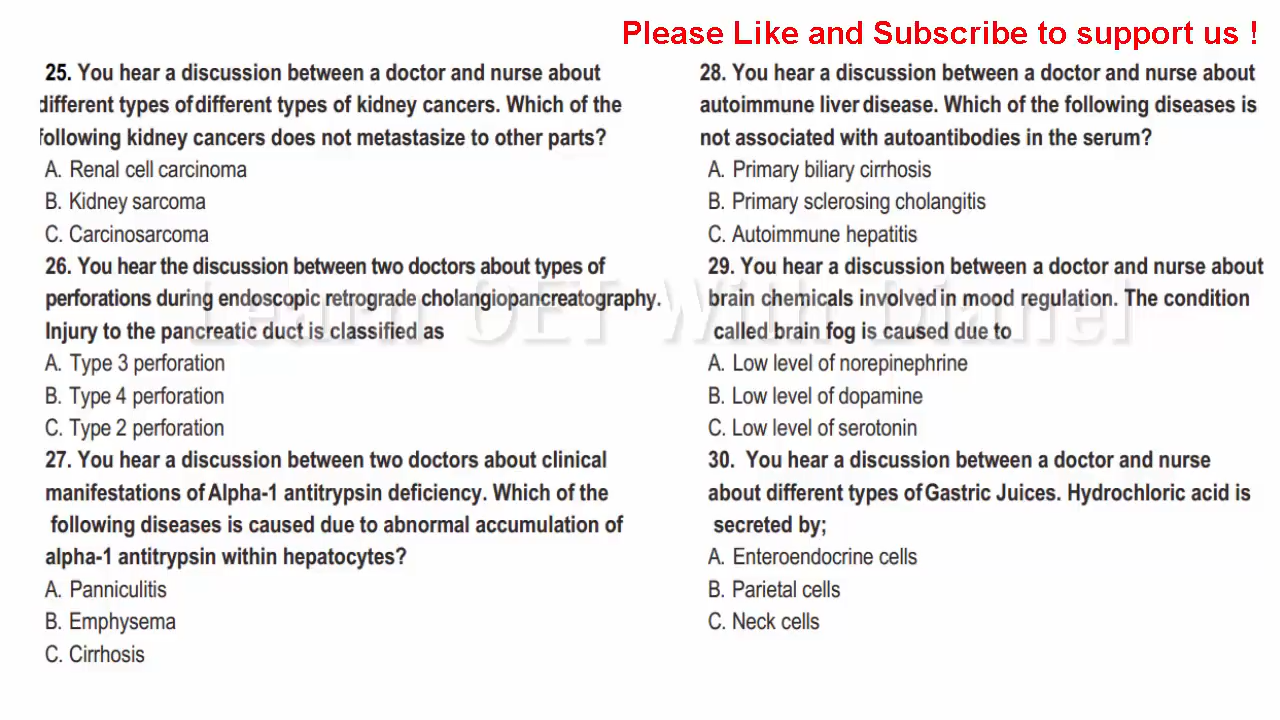 Please Like and Subscribe to support us !
25. You hear a discussion between a doctor and nurse about
different types of different types of kidney cancers. Which of the
following kidney cancers does not metastasize to other parts?
A. Renal cell carcinoma
B. Kidney sarcoma
C. Carcinosarcoma
26. You hear the discussion between two doctors about types of
perforations during endoscopic retrograde cholangiopancreatography.
Injury to the pancreatic duct is classified as
A. Type 3 perforation
B. Type 4 perforation
C. Type 2 perforation
27. You hear a discussion between two doctors about clinical
manifestations of Alpha-1 antitrypsin deficiency. Which of the
following diseases is caused due to abnormal accumulation of
alpha-1 antitrypsin within hepatocytes?
A. Panniculitis
B. Emphysema
C. Cirrhosis
28. You hear a discussion between a doctor and nurse about
autoimmune liver disease. Which of the following diseases is
not associated with autoantibodies in the serum?
A. Primary biliary cirrhosis
B. Primary sclerosing cholangitis
C. Autoimmune hepatitis
29. You hear a discussion between a doctor and nurse about
brain chemicals involved in mood regulation. The condition
called brain fog is caused due to
A. Low level of norepinephrine
B. Low level of dopamine
C. Low level of serotonin
30. You hear a discussion between a doctor and nurse
about different types of Gastric Juices. Hydrochloric acid is
secreted by;
A. Enteroendocrine cells
B. Parietal cells
C. Neck cells
Learn OET With Dianel